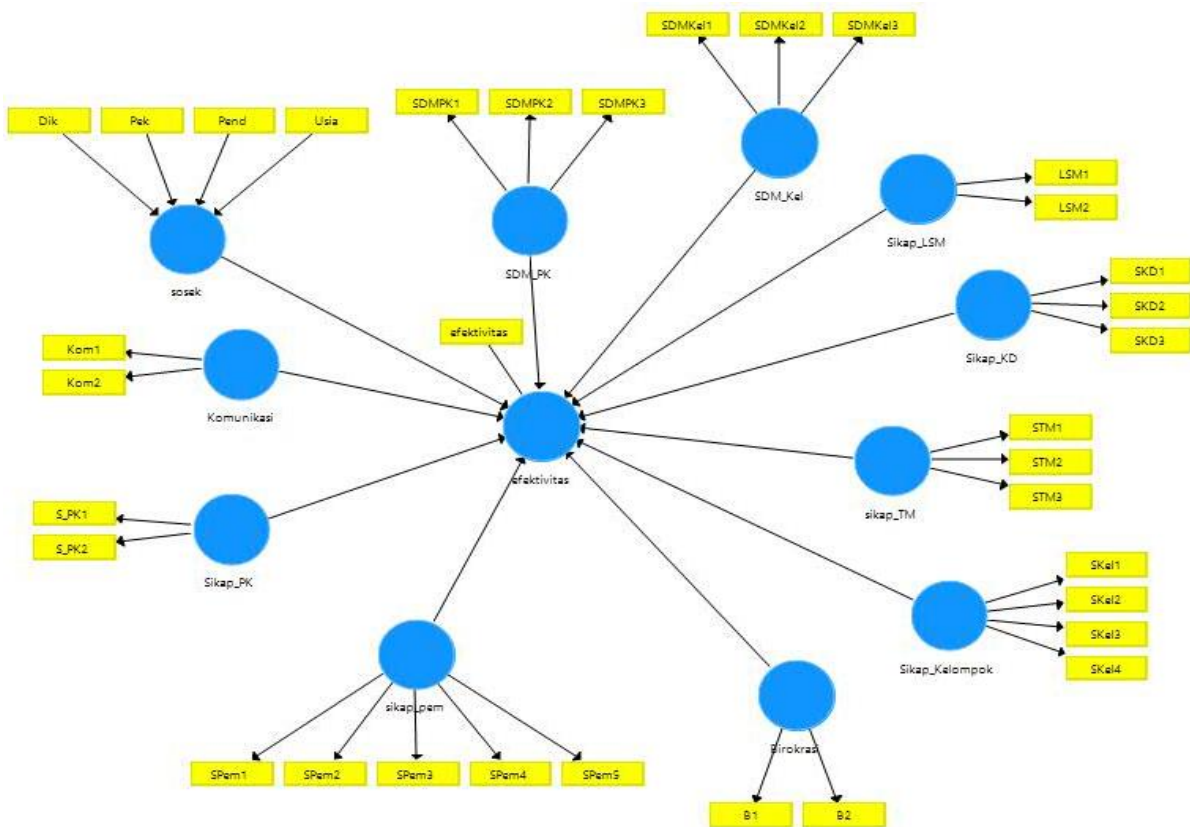 SDMKel1
SDMKel2
SDMKel3
SDM_Kel
SDMPK1
SDMPK2
SDMPK3
SDM_PK
Dik
Pek
Pend
Usia
sosek
LSM1
LSM2
Sikap_LSM
SKD1
SKD2
SKD3
Sikap_KD
efektivitas
efektivitas
Kom1
Kom2
Komunikasi
STM1
STM2
STM3
sikap_TM
S_PK1
S_PK2
Sikap_PK
SKel1
SKel2
SKel3
SKel4
Sikap_Kelompok
sikap_pem
SPem1
SPem2
SPem3
SPem4
SPem5
Birokrasi
B1
B2